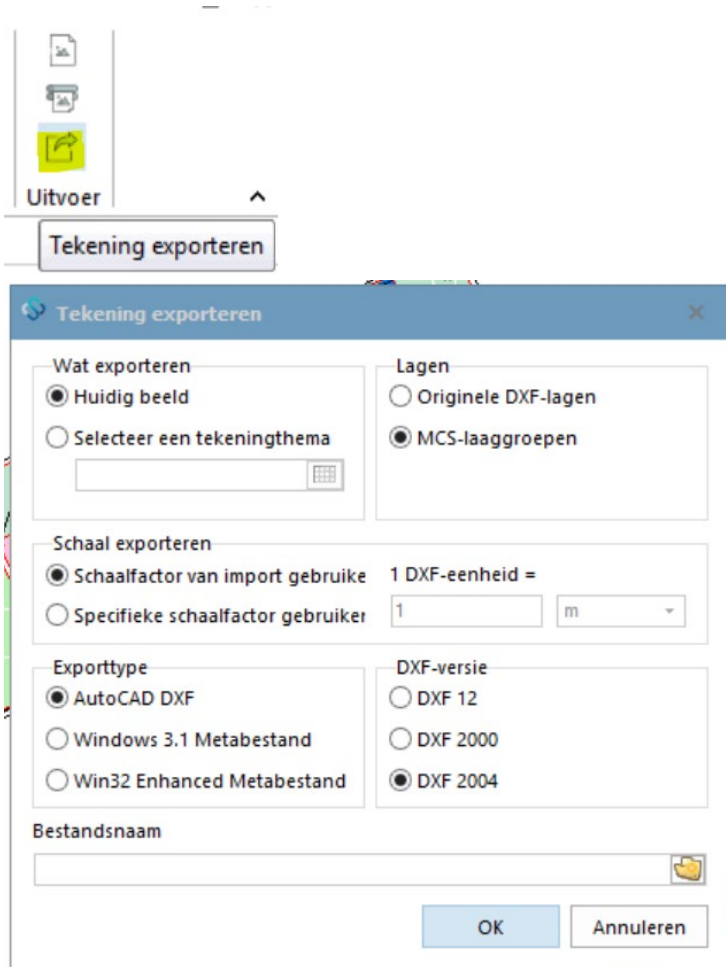 Uitvoer
Tekening exporteren
Tekening exporteren
Wat exporteren
Huidig beeld
Selecteer een tekeningthema
Lagen
Originele DXF-lagen
MCS-laaggroepen
Schaal exporteren
Schaalfactor van import gebruike
Specifieke schaalfactor gebruiker
1 DXF-eenheid =
1 m
Exporttype
AutoCAD DXF
Windows 3.1 Metabestand
Win32 Enhanced Metabestand
DXF-versie
DXF 12
DXF 2000
DXF 2004
Bestandsnaam
OK Annuleren